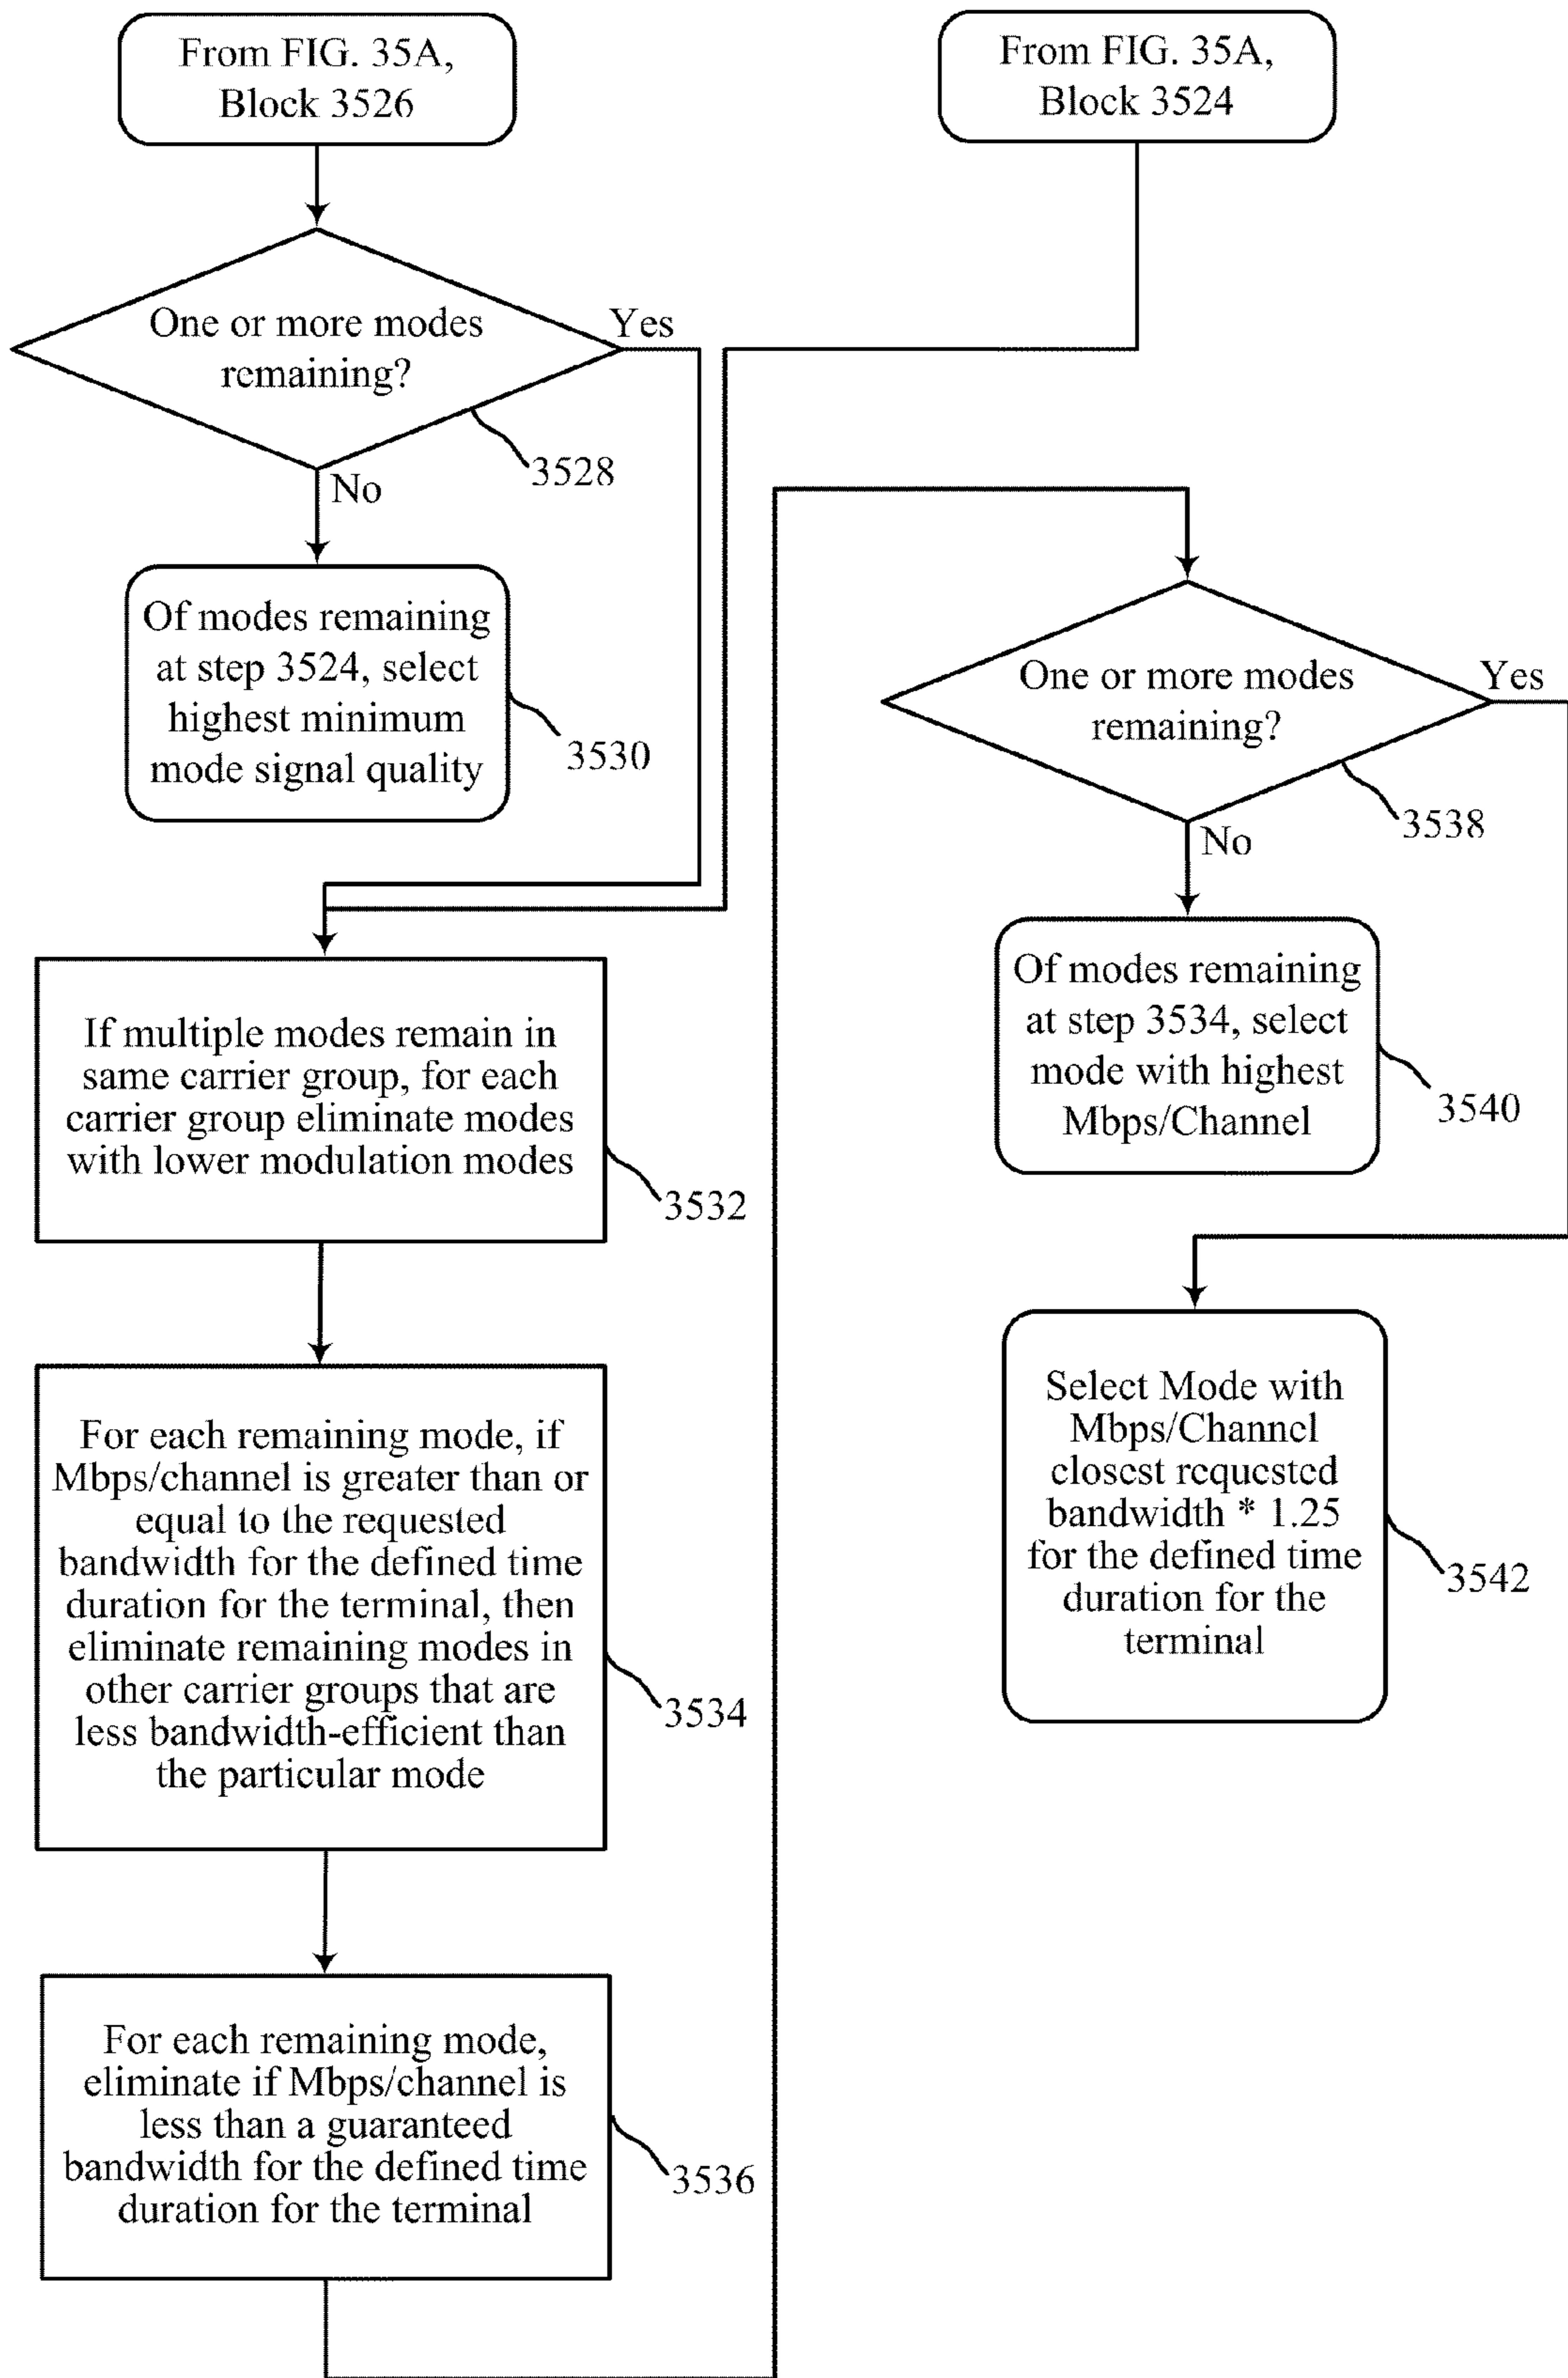 From FIG. 35A,
Block 3526
From FIG. 35A,
Block 3524
One or more modes
remaining?
Yes
3528
No
Of modes remaining
at step 3524, select
highest minimum
mode signal quality
3530
One or more modes
remaining?
Yes
3538
No
Of modes remaining
at step 3534, select
mode with highest
Mbps/Channel
3540
If multiple modes remain in
same carrier group, for each
carrier group eliminate modes
with lower modulation modes
3532
Select Mode with
Mbps/Channel
closest requested
bandwidth * 1.25
for the defined time
duration for the
terminal
3542
For each remaining mode, if
Mbps/channel is greater than or
equal to the requested
bandwidth for the defined time
duration for the terminal, then
eliminate remaining modes in
other carrier groups that are
less bandwidth-efficient than
the particular mode
3534
For each remaining mode,
eliminate if Mbps/channel is
less than a guaranteed
bandwidth for the defined time
duration for the terminal
3536